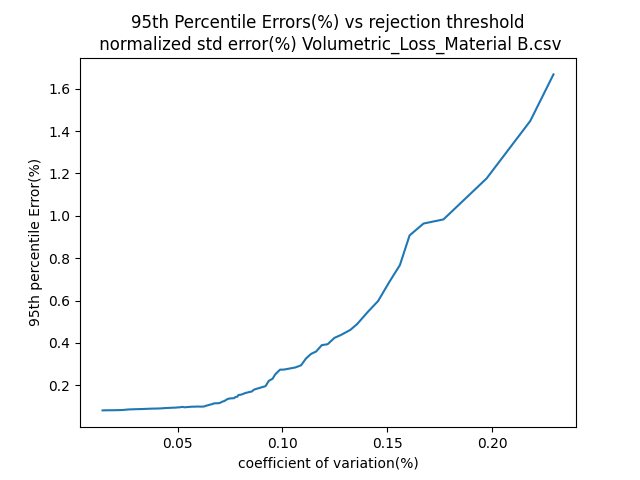 95th Percentile Errors(%) vs rejection threshold
normalized std error(%) Volumetric_Loss_Material B.csv
1.6
1.4
1.2
1.0
0.8
0.6
0.4
0.2
95th percentile Error(%)
0.05 0.10 0.15 0.20
coefficient of variation(%)